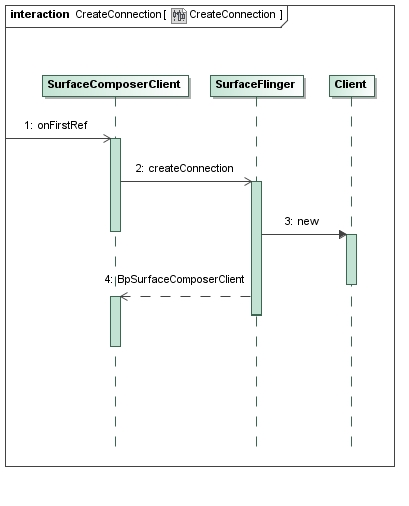 interaction CreateConnection[ CreateConnection ]
SurfaceComposerClient SurfaceFlinger Client
1: onFirstRef
2: createConnection
3: new
4: BpSurfaceComposerClient